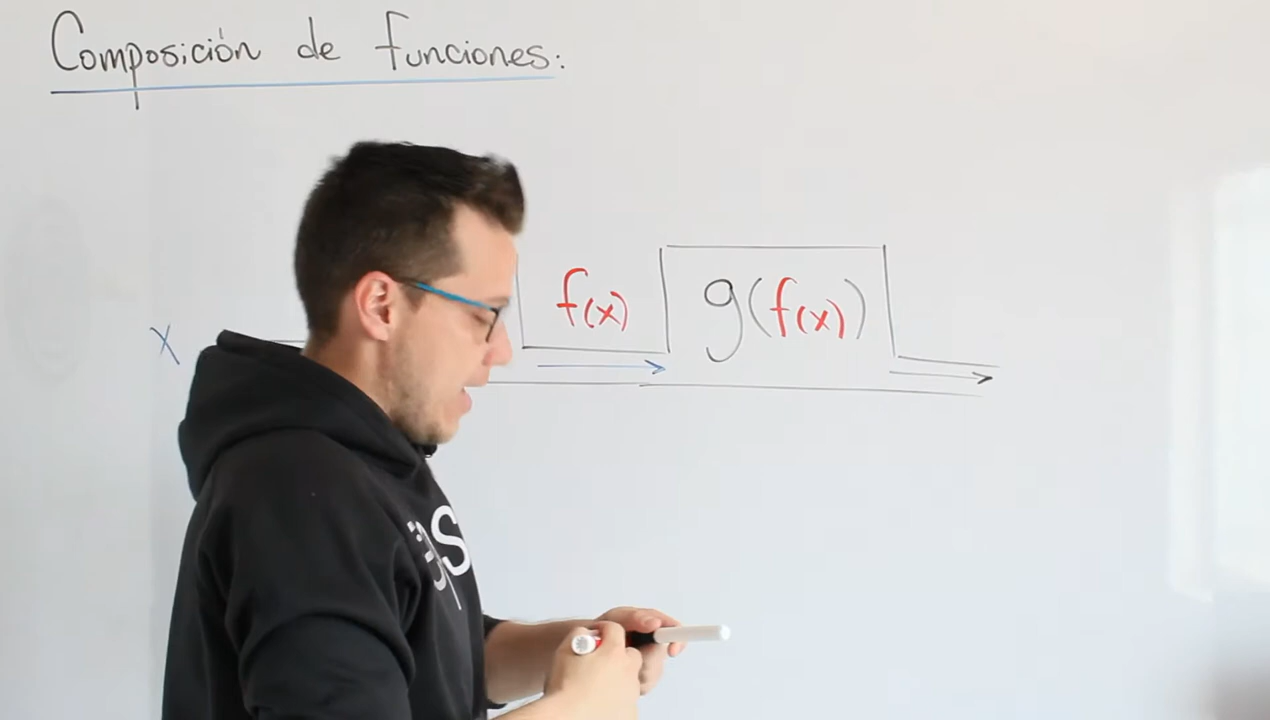 Composición de funciones:
x f(x) g(f(x))